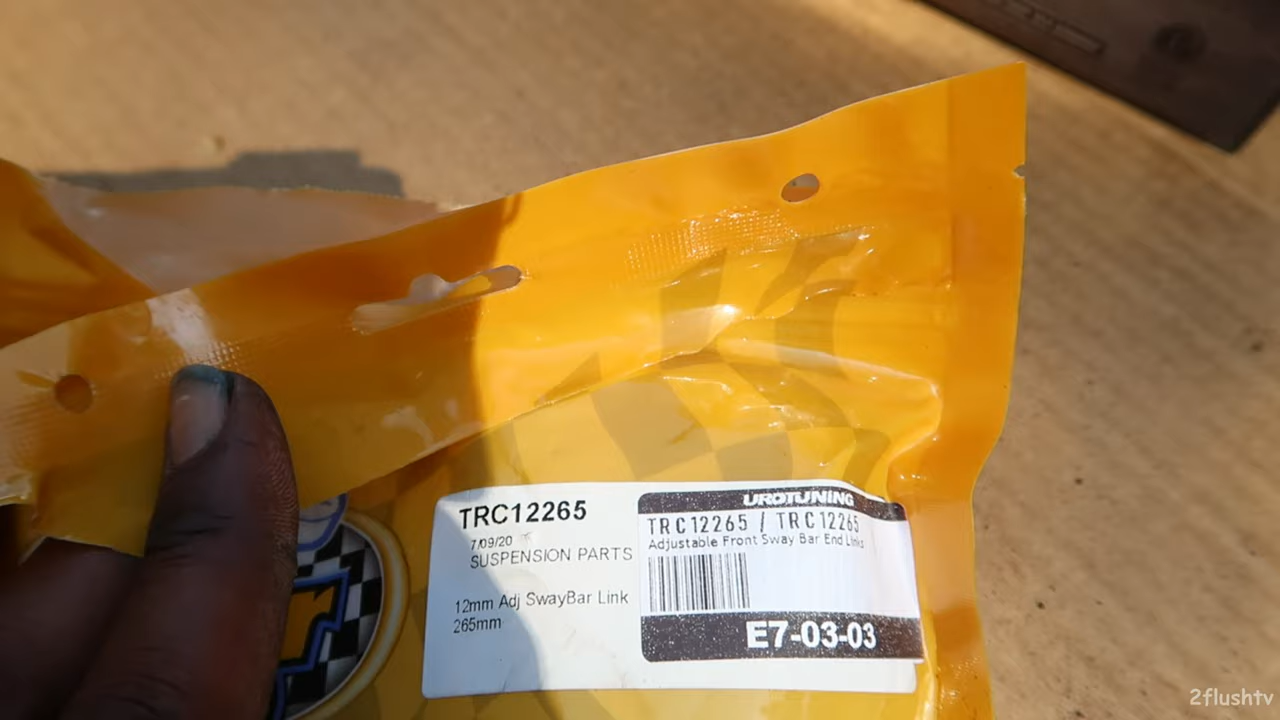 TRC12265
7/09/20
SUSPENSION PARTS
12mm Adj SwayBar Link
265mm
UROTUNING
TRC12265 / TRC12265
Adjustable Front Sway Bar End Links
E7-03-03
2flushtv